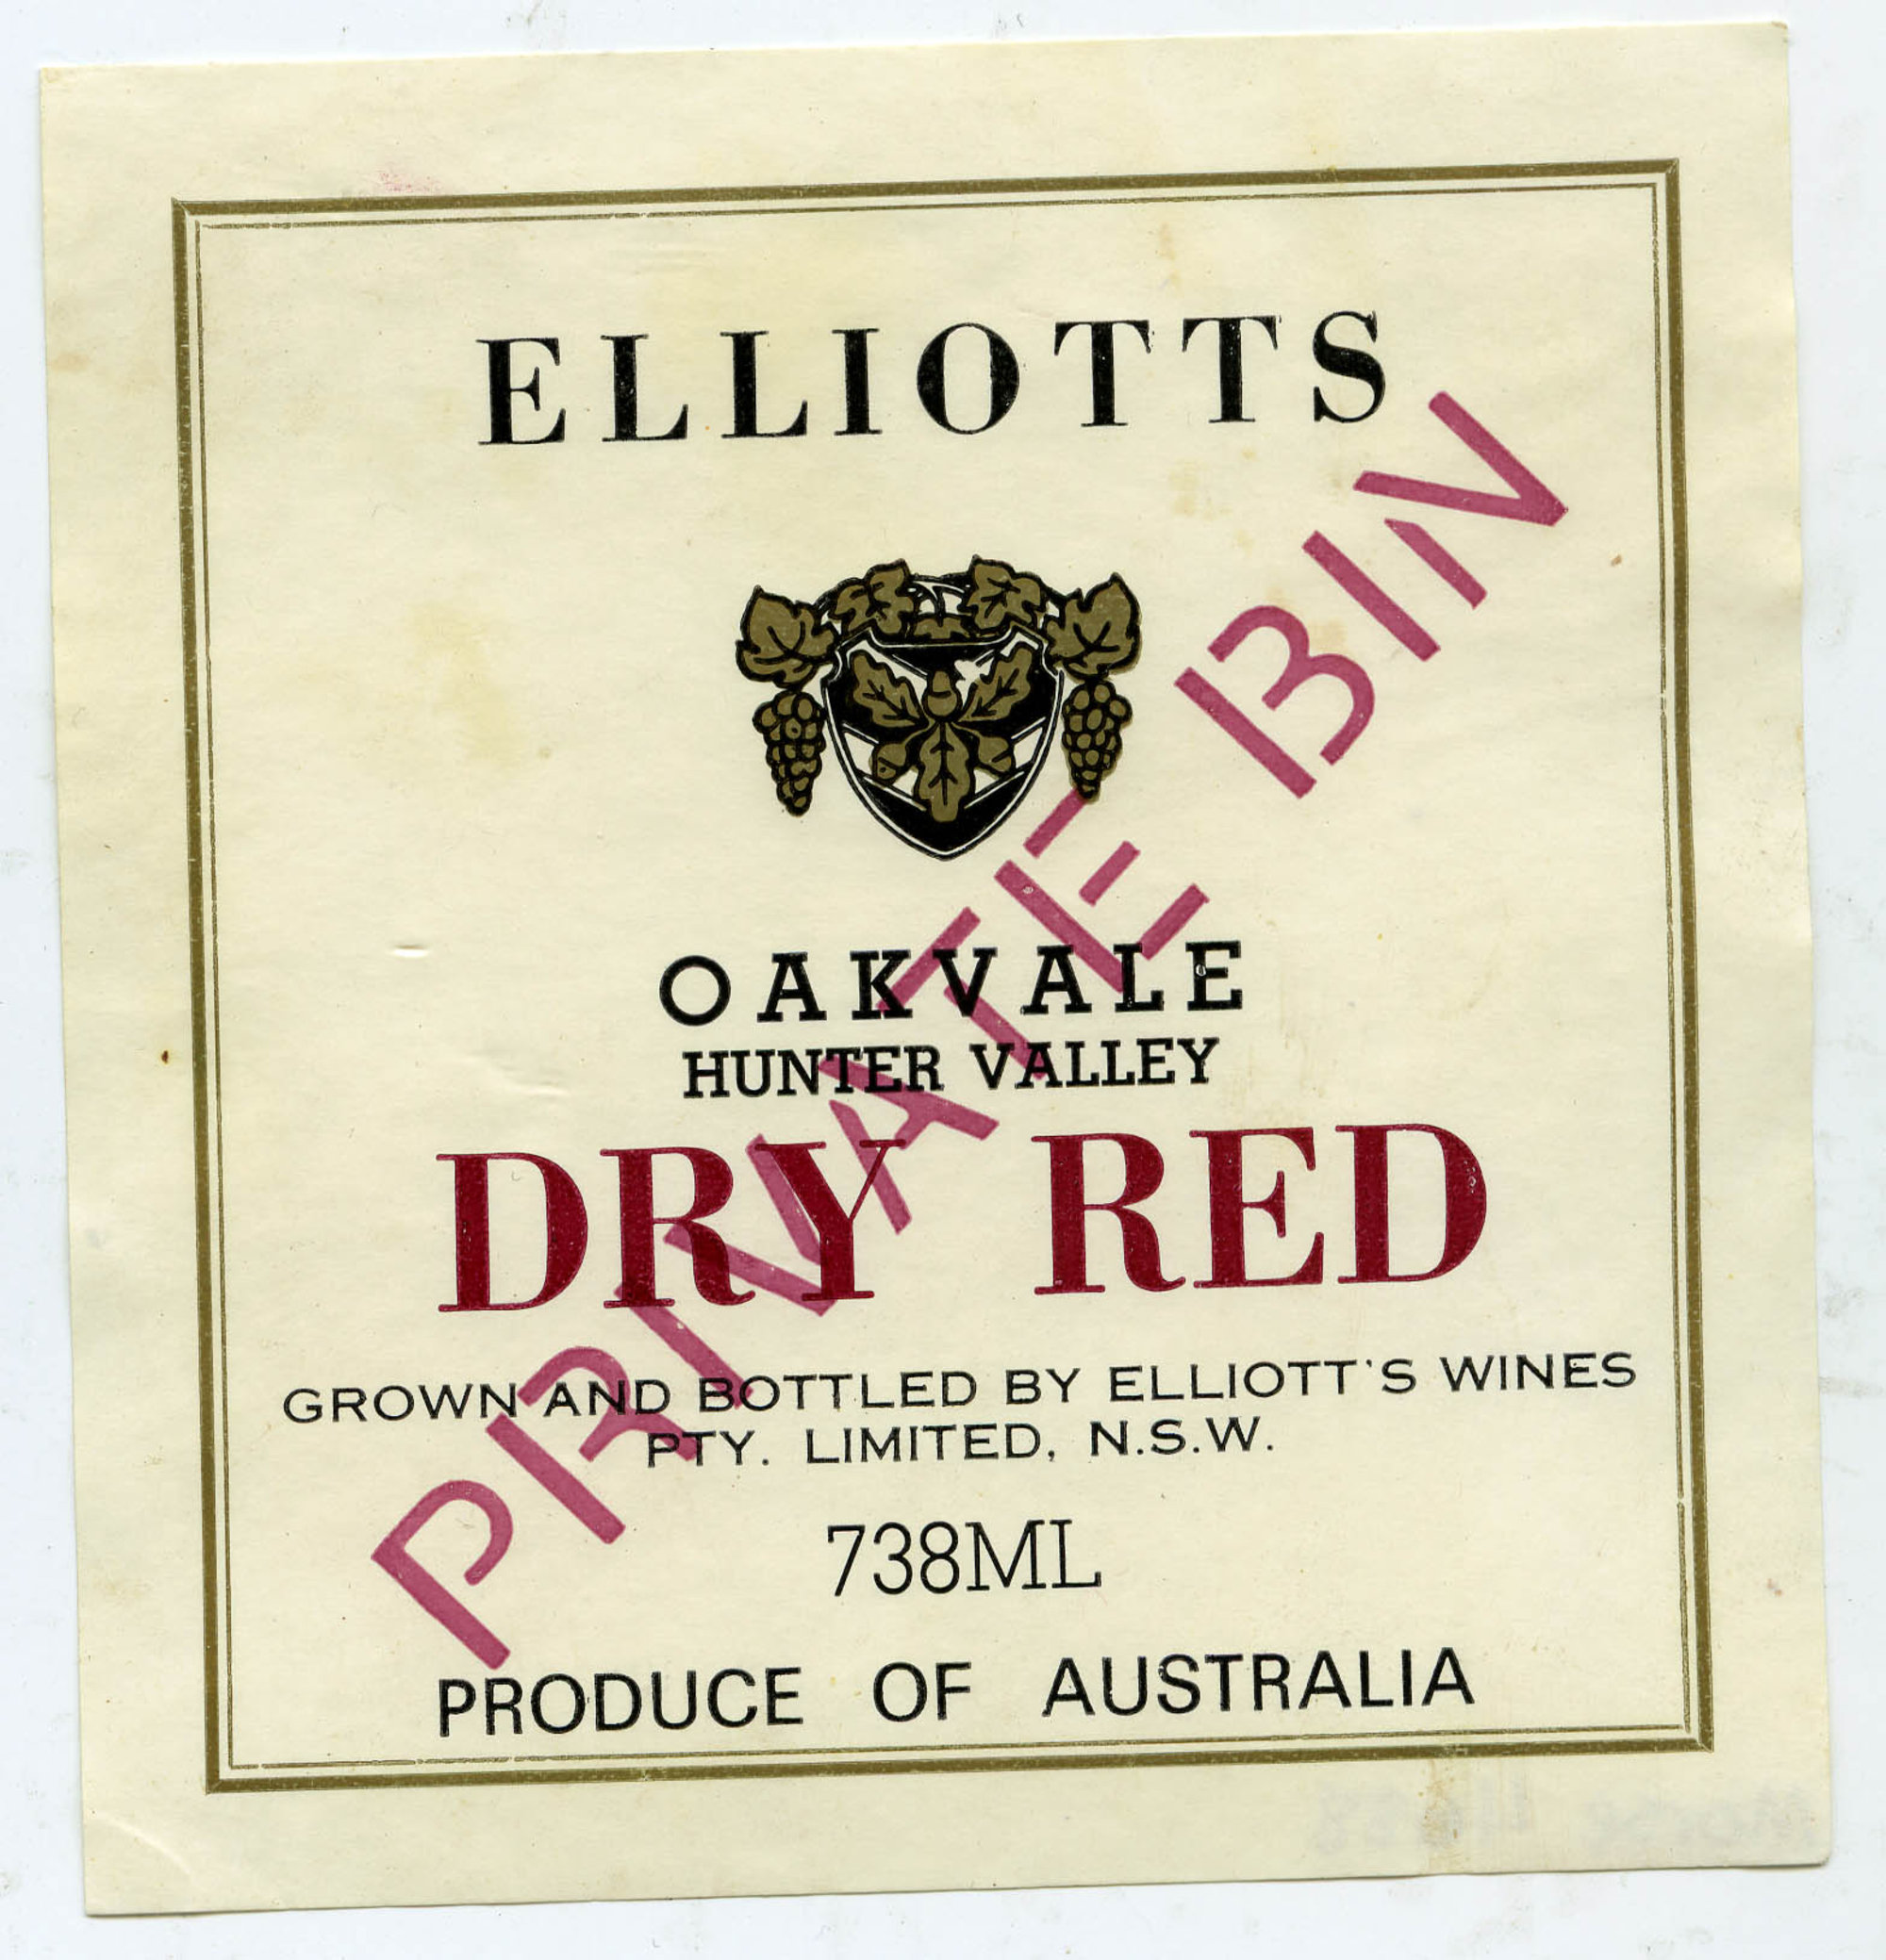 ELLIOTTS
PRIVATE BIN
OAKVALE
HUNTER VALLEY
DRY RED
GROWN AND BOTTLED BY ELLIOTT'S WINES
PTY. LIMITED, N.S.W.
738ML
PRODUCE OF AUSTRALIA